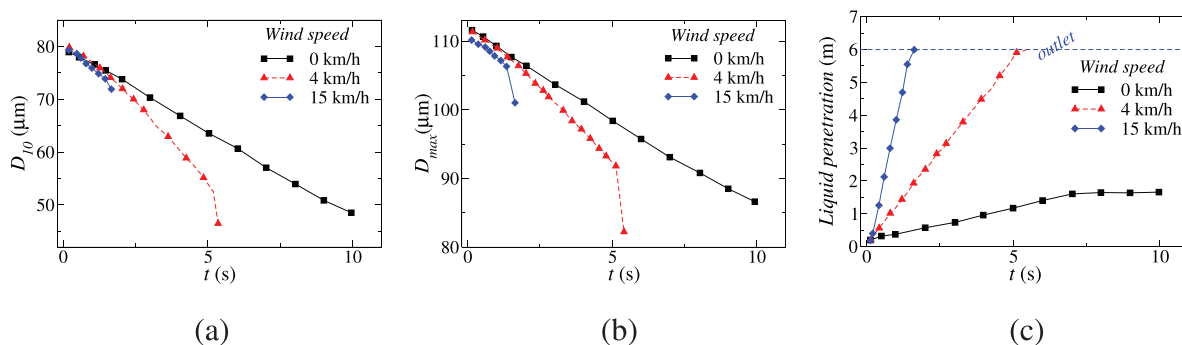 80
70
60
50
D10 (μm)
0
5
10
t (s)
Wind speed
0 km/h
4 km/h
15 km/h
(a)
110
100
90
80
Dmax(μm)
0
5
10
t (s)
Wind speed
0 km/h
4 km/h
15 km/h
(b)
7
6
5
4
3
2
1
0
Liquid penetration (m)
0
5
10
t (s)
outlet
Wind speed
0 km/h
4 km/h
15 km/h
(c)